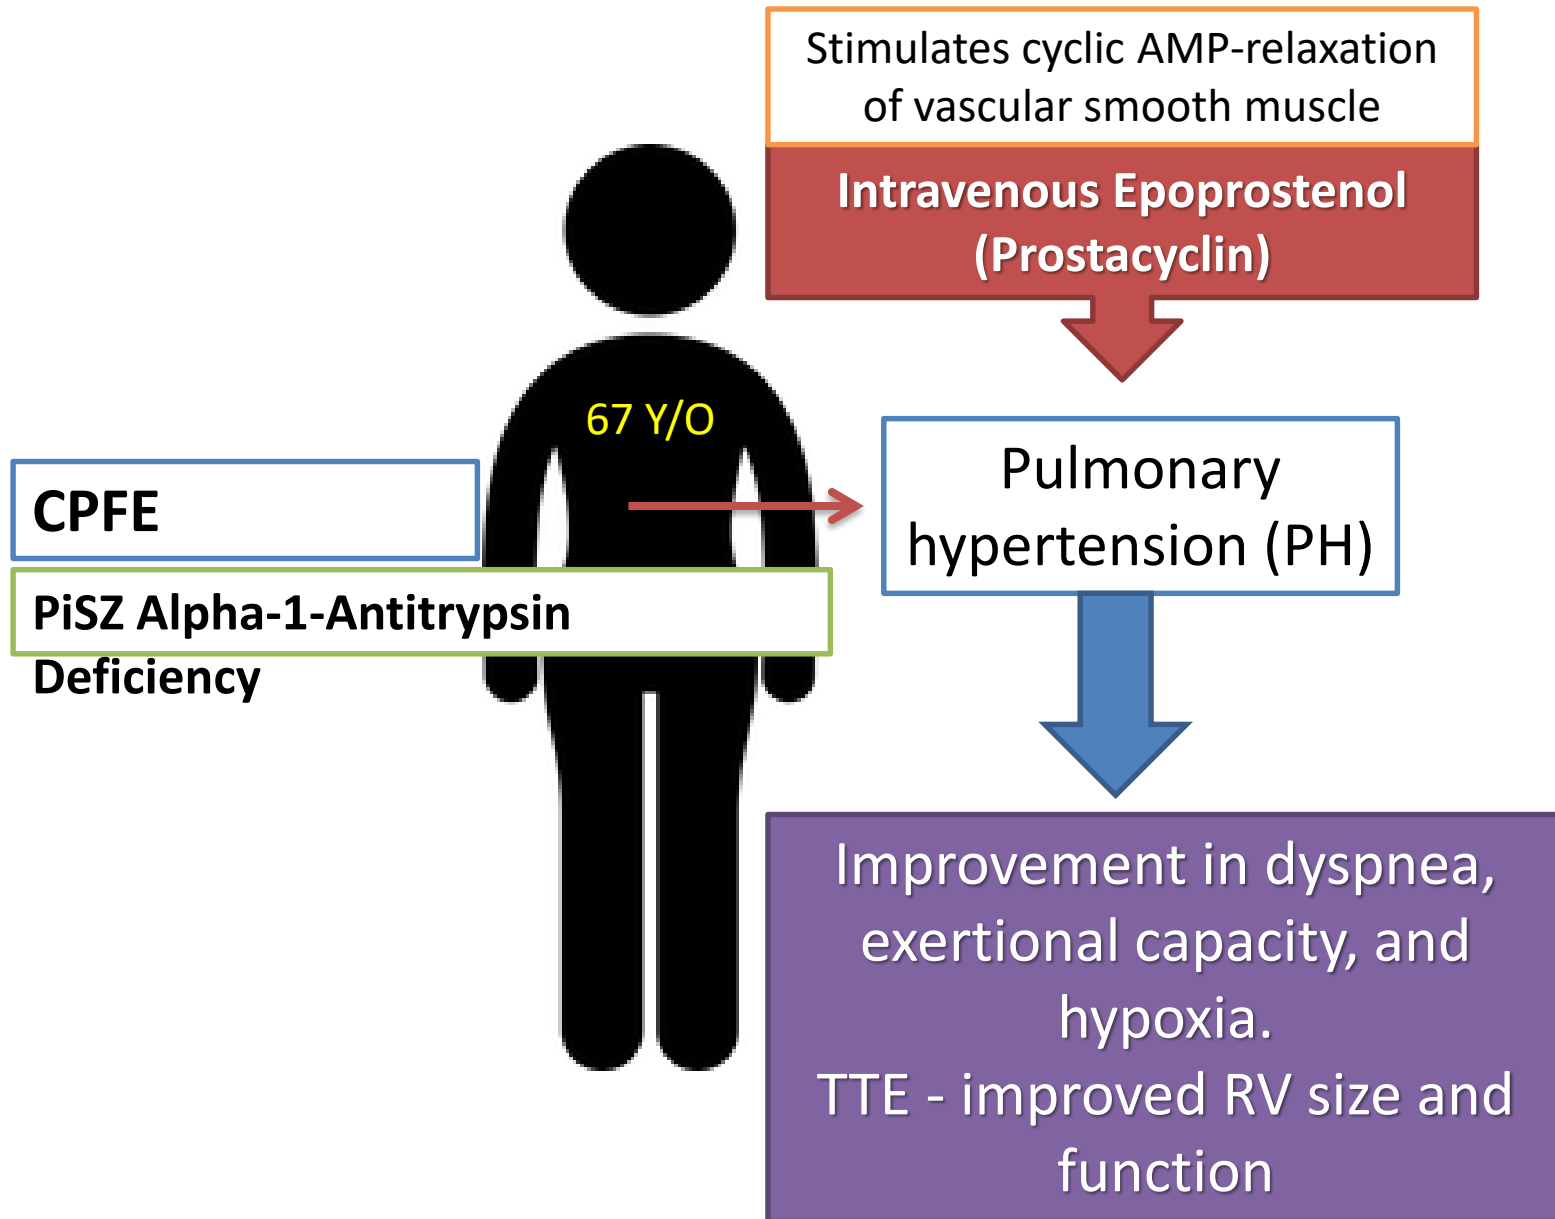 Stimulates cyclic AMP-relaxation
of vascular smooth muscle
Intravenous Epoprostenol
(Prostacyclin)
67 Y/O
CPFE
PiSZ Alpha-1-Antitrypsin
Deficiency
Pulmonary
hypertension (PH)
Improvement in dyspnea,
exertional capacity, and
hypoxia.
TTE - improved RV size and
function